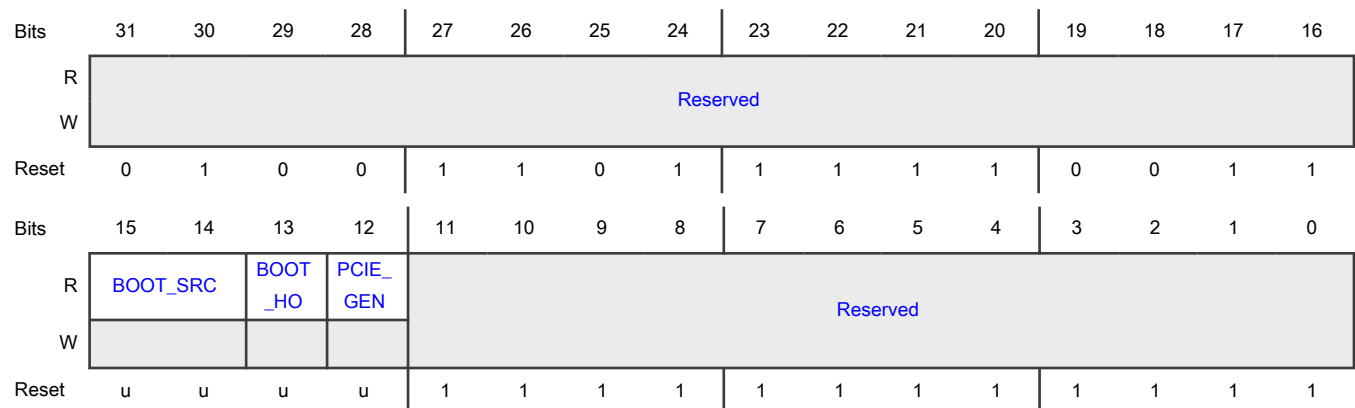 Bits 31 30 29 28 27 26 25 24 23 22 21 20 19 18 17 16
R
Reserved
W
Reset 0 1 0 0 1 1 0 1 1 1 1 1 0 0 1 1
Bits 15 14 13 12 11 10 9 8 7 6 5 4 3 2 1 0
R BOOT_SRC BOOT PCIE_
_HO GEN
Reserved
W
Reset u u u u 1 1 1 1 1 1 1 1 1 1 1 1